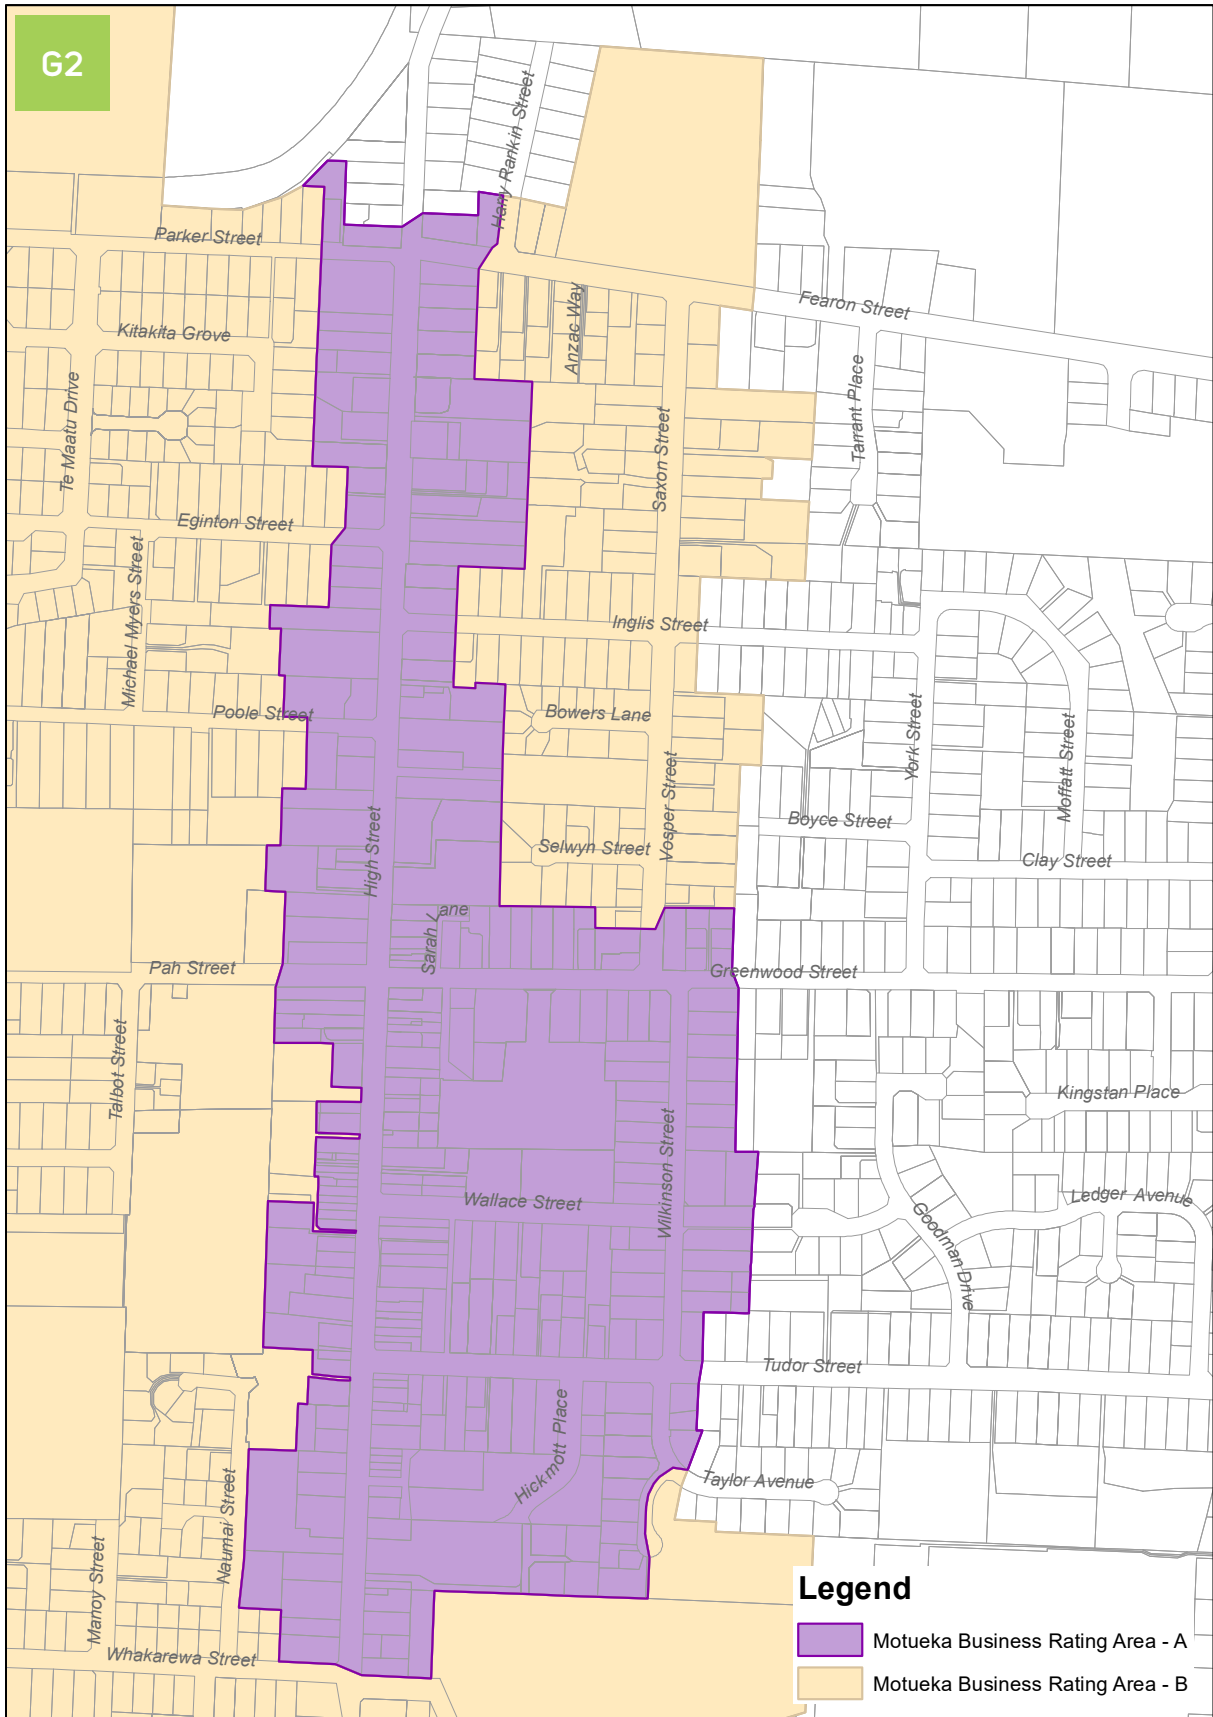 G2
Harry Rankin Street
Parker Street
Fearon Street
Anzac Way
Kitakita Grove
Te Maatu Drive
Tarrant Place
Saxon Street
Eginton Street
Michael Myers Street
Inglis Street
Poole Street
Bowers Lane
York Street
Moffatt Street
Vosper Street
High Street
Boyce Street
Selwyn Street
Clay Street
Sarah Lane
Pah Street
Greenwood Street
Talbot Street
Kingstan Place
Wilkinson Street
Wallace Street
Ledger Avenue
Goodman Drive
Tudor Street
Hickmott Place
Taylor Avenue
Naumai Street
Manoy Street
Whakarewa Street
Legend
Motueka Business Rating Area - A
Motueka Business Rating Area - B